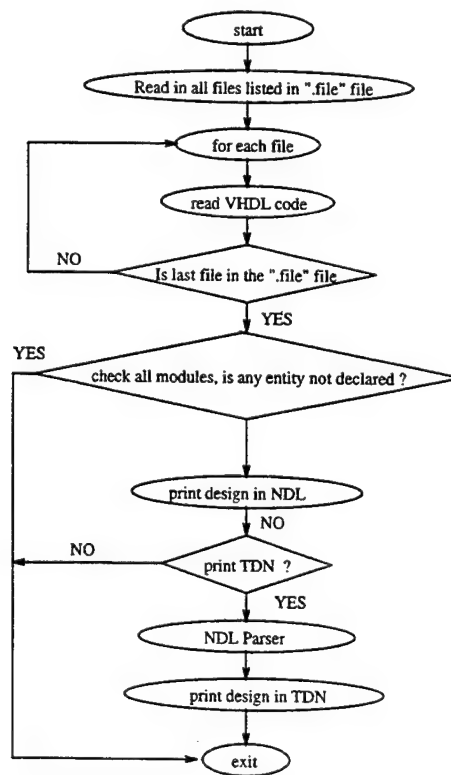 start
Read in all files listed in ".file" file
for each file
read VHDL code
NO
Is last file in the ".file" file
YES
YES
check all modules, is any entity not declared ?
print design in NDL
NO
NO
print TDN ?
YES
NDL Parser
print design in TDN
exit